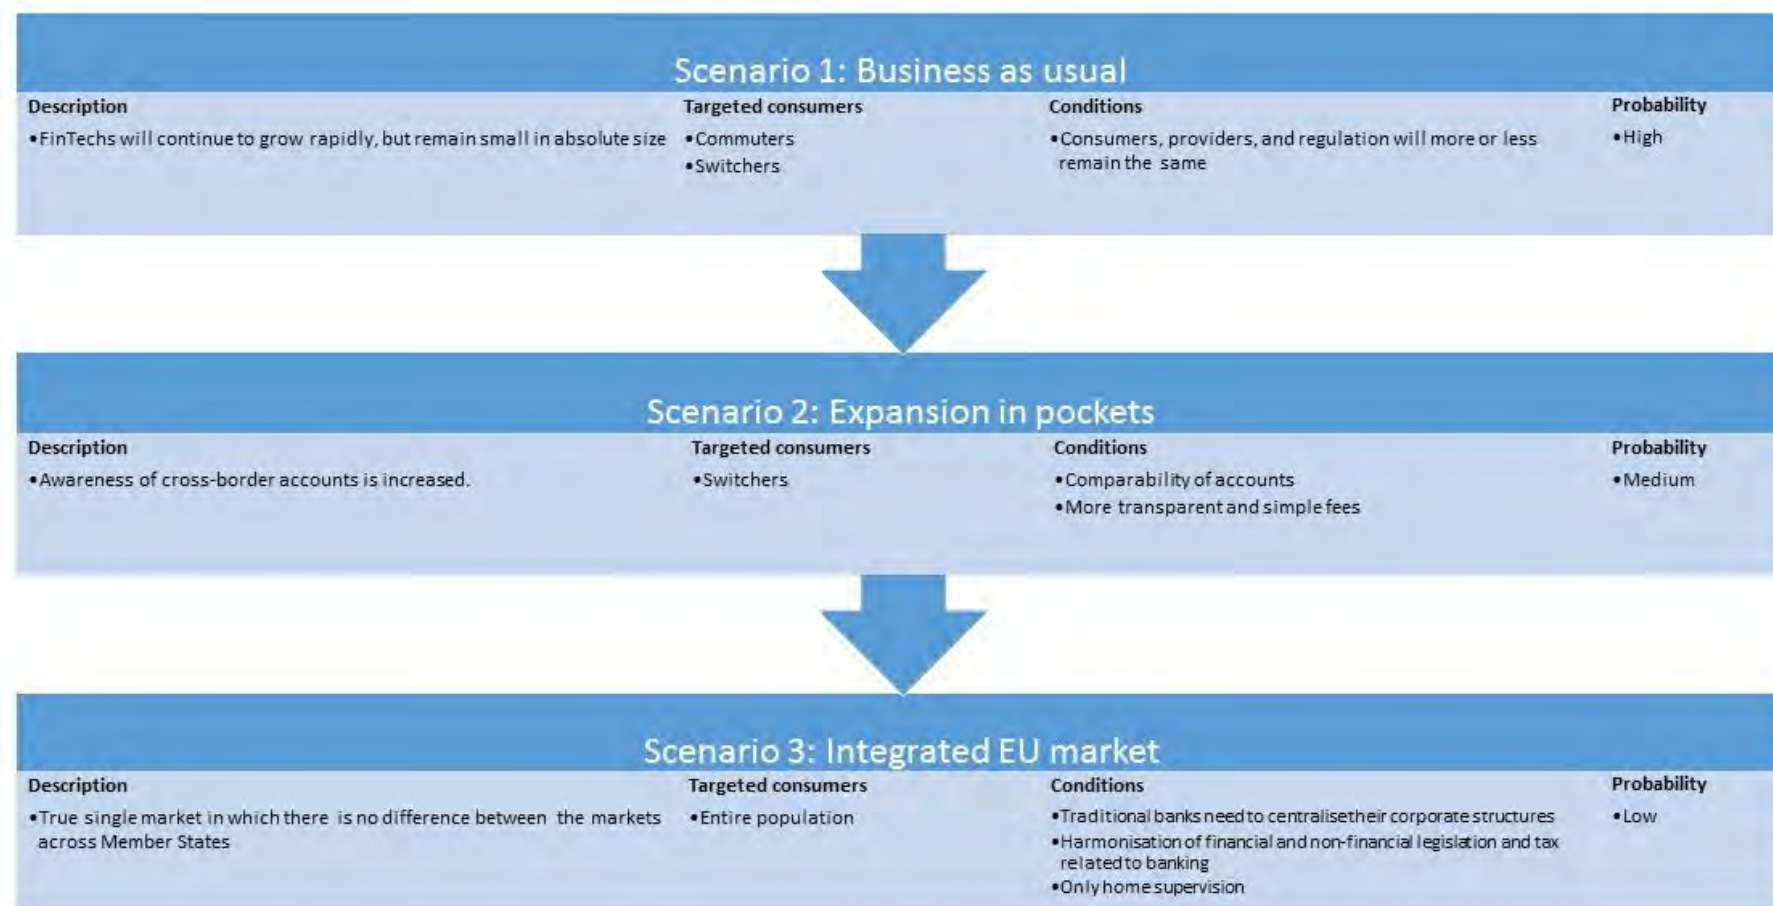 Scenario 1: Business as usual
Description
•FinTechs will continue to grow rapidly, but remain small in absolute size
Targeted consumers
•Commuters
•Switchers
Conditions
•Consumers, providers, and regulation will more or less
remain the same
Probability
•High
Scenario 2: Expansion in pockets
Description
•Awareness of cross-border accounts is increased.
Targeted consumers
•Switchers
Conditions
•Comparability of accounts
•More transparent and simple fees
Probability
•Medium
Scenario 3: Integrated EU market
Description
•True single market in which there is no difference between the markets
across Member States
Targeted consumers
•Entire population
Conditions
•Traditional banks need to centralise their corporate structures
•Harmonisation of financial and non-financial legislation and tax
related to banking
•Only home supervision
Probability
•Low